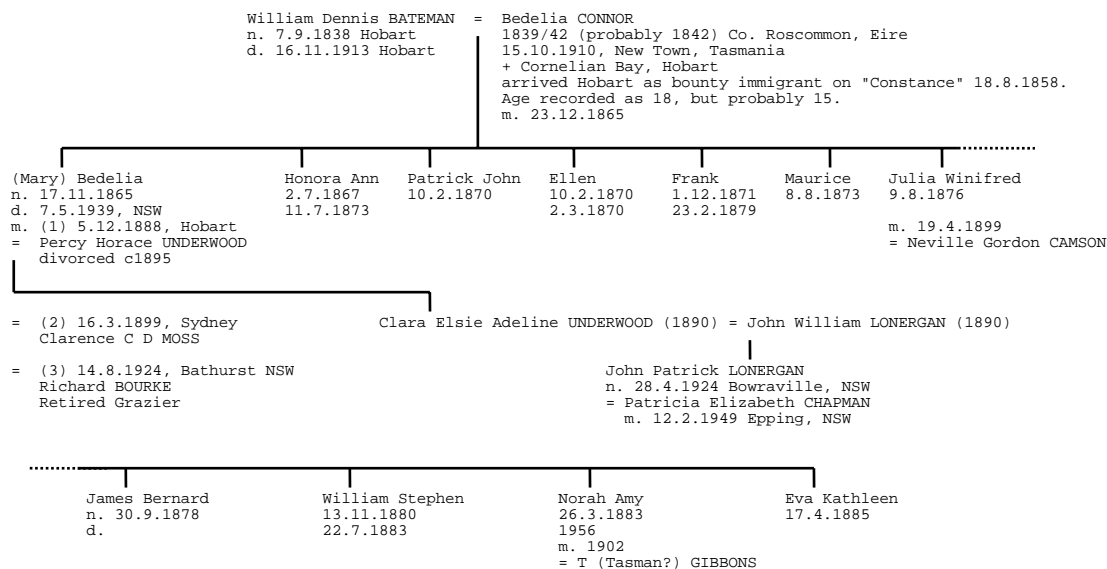 William Dennis BATEMAN = Bedelia CONNOR
n. 7.9.1838 Hobart 1839/42 (probably 1842) Co. Roscommon, Eire
d. 16.11.1913 Hobart 15.10.1910, New Town, Tasmania
+ Cornelian Bay, Hobart
arrived Hobart as bounty immigrant on "Constance" 18.8.1858.
Age recorded as 18, but probably 15.
m. 23.12.1865
(Mary) Bedelia Honora Ann Patrick John Ellen Frank Maurice Julia Winifred
n. 17.11.1865 2.7.1867 10.2.1870 10.2.1870 1.12.1871 8.8.1873 9.8.1876
d. 7.5.1939, NSW 11.7.1873 2.3.1870 23.2.1879
m. (1) 5.12.1888, Hobart m. 19.4.1899
= Percy Horace UNDERWOOD = Neville Gordon CAMSON
divorced c1895
= (2) 16.3.1899, Sydney Clara Elsie Adeline UNDERWOOD (1890) = John William LONERGAN (1890)
Clarence C D MOSS
= (3) 14.8.1924, Bathurst NSW John Patrick LONERGAN
Richard BOURKE n. 28.4.1924 Bowraville, NSW
Retired Grazier = Patricia Elizabeth CHAPMAN
m. 12.2.1949 Epping, NSW
James Bernard William Stephen Norah Amy Eva Kathleen
n. 30.9.1878 13.11.1880 26.3.1883 17.4.1885
d. 22.7.1883 1956
m. 1902
= T (Tasman?) GIBBONS